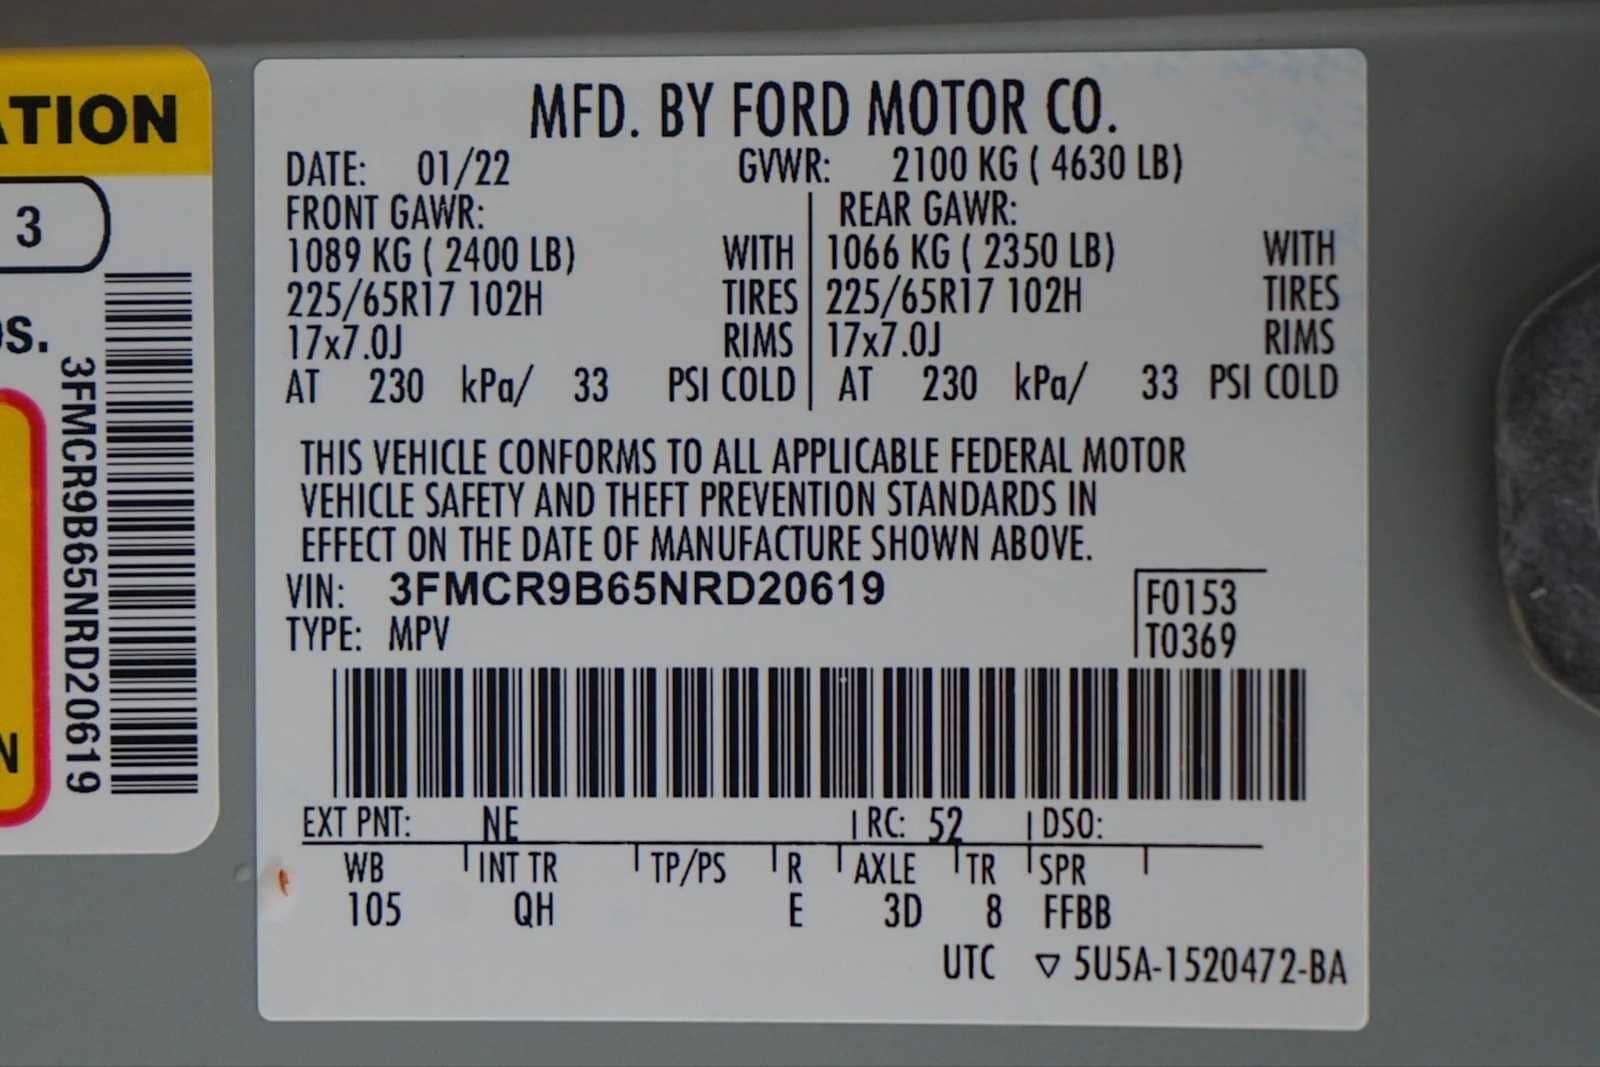 ATION
3
s.
3FMCR9B65NRD20619
N
MFD. BY FORD MOTOR CO.
DATE: 01/22 GVWR: 2100 KG ( 4630 LB)
FRONT GAWR: REAR GAWR:
1089 KG ( 2400 LB) WITH 1066 KG ( 2350 LB) WITH
225/65R17 102H TIRES 225/65R17 102H TIRES
17x7.0J RIMS 17x7.0J RIMS
AT 230 kPa/ 33 PSI COLD AT 230 kPa/ 33 PSI COLD
THIS VEHICLE CONFORMS TO ALL APPLICABLE FEDERAL MOTOR
VEHICLE SAFETY AND THEFT PREVENTION STANDARDS IN
EFFECT ON THE DATE OF MANUFACTURE SHOWN ABOVE.
VIN: 3FMCR9B65NRD20619 F0153
TYPE: MPV T0369
EXT PNT: NE RC: 52 DSO:
WB INT TR TP/PS R AXLE TR SPR
105 QH E 3D 8 FFBB
UTC ▽ 5U5A-1520472-BA